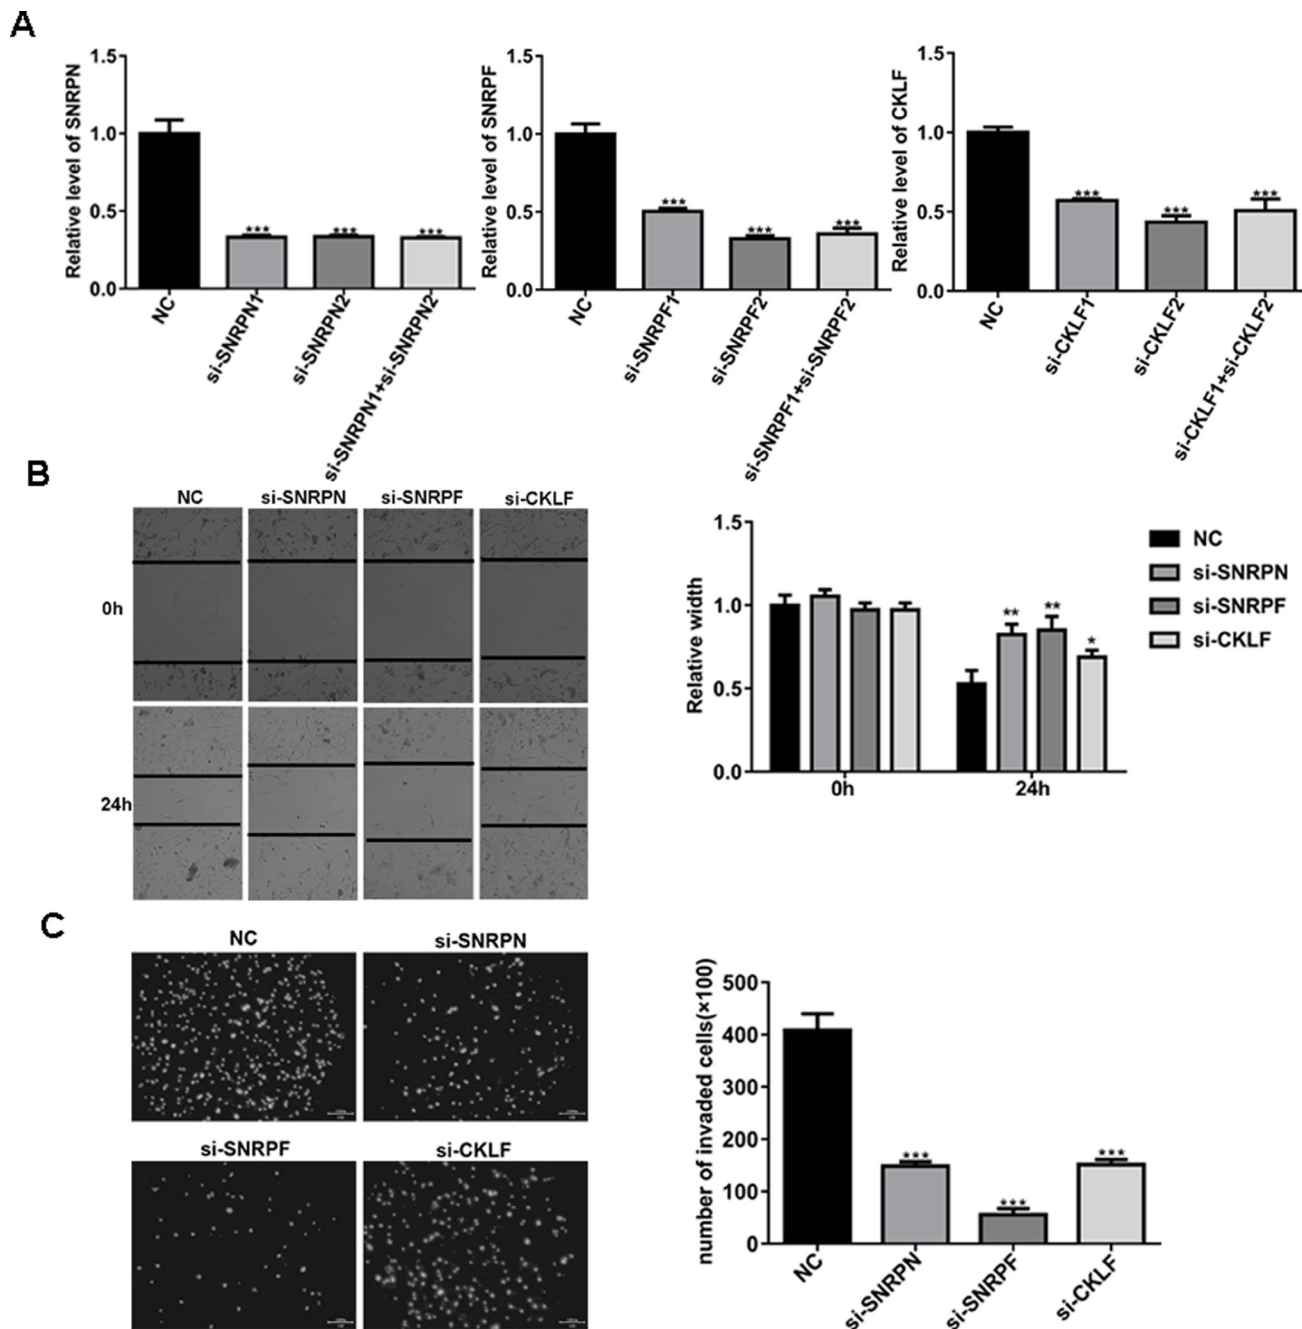 A
Relative level of SNRPN
1.5
1.0
0.5
0.0
***
***
***
NC
si-SNRPN1
si-SNRPN2
si-SNRPN1+si-SNRPN2
Relative level of SNRPF
1.5
1.0
0.5
0.0
***
***
***
NC
si-SNRPF1
si-SNRPF2
si-SNRPF1+si-SNRPF2
Relative level of CKLF
1.5
1.0
0.5
0.0
***
***
***
NC
si-CKLF1
si-CKLF2
si-CKLF1+si-CKLF2
B
NC si-SNRPN si-SNRPF si-CKLF
0h
24h
Relative width
1.5
1.0
0.5
0.0
**
**
*
0h 24h
NC
si-SNRPN
si-SNRPF
si-CKLF
C
NC si-SNRPN
si-SNRPF si-CKLF
number of invaded cells(×100)
500
400
300
200
100
0
***
***
***
NC
si-SNRPN
si-SNRPF
si-CKLF